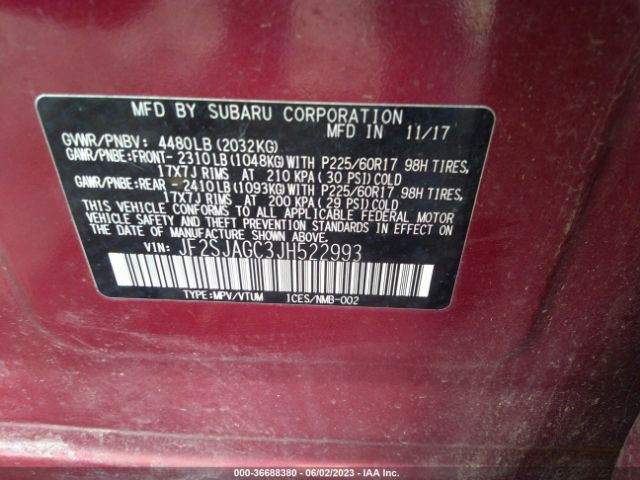 MFD BY SUBARU CORPORATION
MFD IN 11/17
GVWR/PNBV: 4480LB (2032KG)
GAWR/PNBE:FRONT- 2310LB(1048KG)WITH P225/60R17 98H TIRES,
17X7J RIMS AT 210 KPA(30 PSI)COLD
GAWR/PNBE:REAR -2410LB(1093KG)WITH P225/60R17 98H TIRES,
17X7J RIMS AT 200 KPA(29 PSI)COLD
THIS VEHICLE CONFORMS TO ALL APPLICABLE FEDERAL MOTOR
VEHICLE SAFETY AND THEFT PREVENTION STANDARDS IN EFFECT ON
THE DATE OF MANUFACTURE SHOWN ABOVE.
VIN: JF2SJAGC3JH522993
TYPE:MPV/VTUM ICES/NMB-002
000-36688380 - 06/02/2023 - IAA Inc.